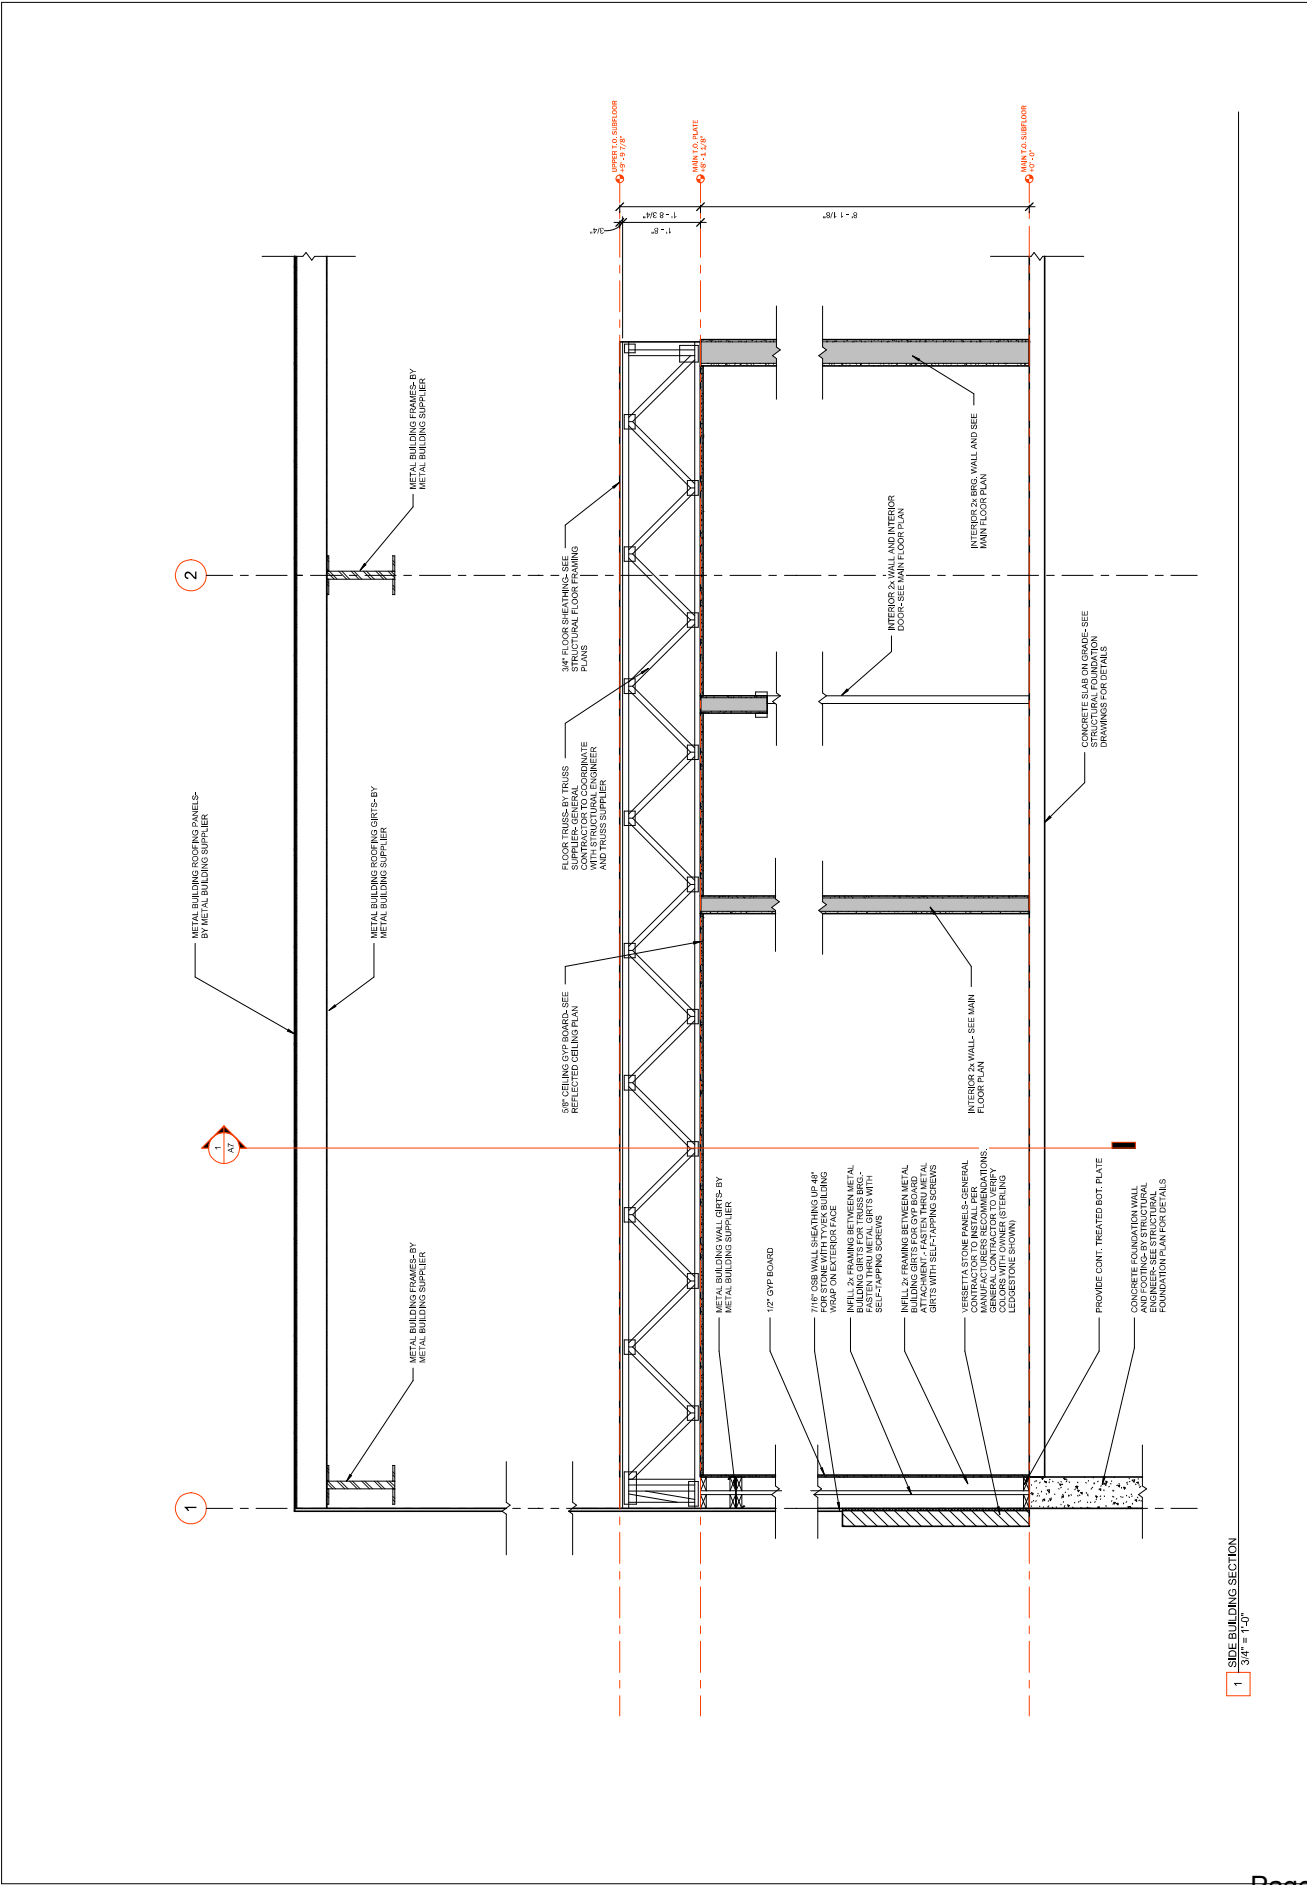 METAL BUILDING ROOFING PANELS-
BY METAL BUILDING SUPPLIER
METAL BUILDING ROOFING GIRTS- BY
METAL BUILDING SUPPLIER
METAL BUILDING FRAMES- BY
METAL BUILDING SUPPLIER
METAL BUILDING FRAMES- BY
METAL BUILDING SUPPLIER
1
2
1
A7
5/8" CEILING GYP BOARD- SEE
REFLECTED CEILING PLAN
FLOOR TRUSS- BY TRUSS
SUPPLIER- GENERAL
CONTRACTOR TO COORDINATE
WITH STRUCTURAL ENGINEER
AND TRUSS SUPPLIER
3/4" FLOOR SHEATHING- SEE
STRUCTURAL FLOOR FRAMING
PLANS
UPPER T.O. SUBFLOOR
+9' - 9 7/8"
MAIN T.O. PLATE
+8' - 1 1/8"
MAIN T.O. SUBFLOOR
+0' - 0"
3/4"
1' - 8"
1' - 8 3/4"
8' - 1 1/8"
METAL BUILDING WALL GIRTS- BY
METAL BUILDING SUPPLIER
1/2" GYP BOARD
7/16" OSB WALL SHEATHING UP 48"
FOR STONE WITH TYVEK BUILDING
WRAP ON EXTERIOR FACE
INFILL 2x FRAMING BETWEEN METAL
BUILDING GIRTS FOR TRUSS BRG.-
FASTEN THRU METAL GIRTS WITH
SELF-TAPPING SCREWS
INFILL 2x FRAMING BETWEEN METAL
BUILDING GIRTS FOR GYP BOARD
ATTACHMENT.- FASTEN THRU METAL
GIRTS WITH SELF-TAPPING SCREWS
VERSETTA STONE PANELS- GENERAL
CONTRACTOR TO INSTALL PER
MANUFACTURERS RECOMMENDATIONS.
GENERAL CONTRACTOR TO VERIFY
COLORS WITH OWNER (STERLING
LEDGESTONE SHOWN)
PROVIDE CONT. TREATED BOT. PLATE
CONCRETE FOUNDATION WALL
AND FOOTING- BY STRUCTURAL
ENGINEER- SEE STRUCTURAL
FOUNDATION PLAN FOR DETAILS
INTERIOR 2x WALL- SEE MAIN
FLOOR PLAN
INTERIOR 2x WALL AND INTERIOR
DOOR- SEE MAIN FLOOR PLAN
INTERIOR 2x BRG. WALL AND SEE
MAIN FLOOR PLAN
CONCRETE SLAB ON GRADE- SEE
STRUCTURAL FOUNDATION
DRAWINGS FOR DETAILS
1
SIDE BUILDING SECTION
3/4" = 1'-0"
Page